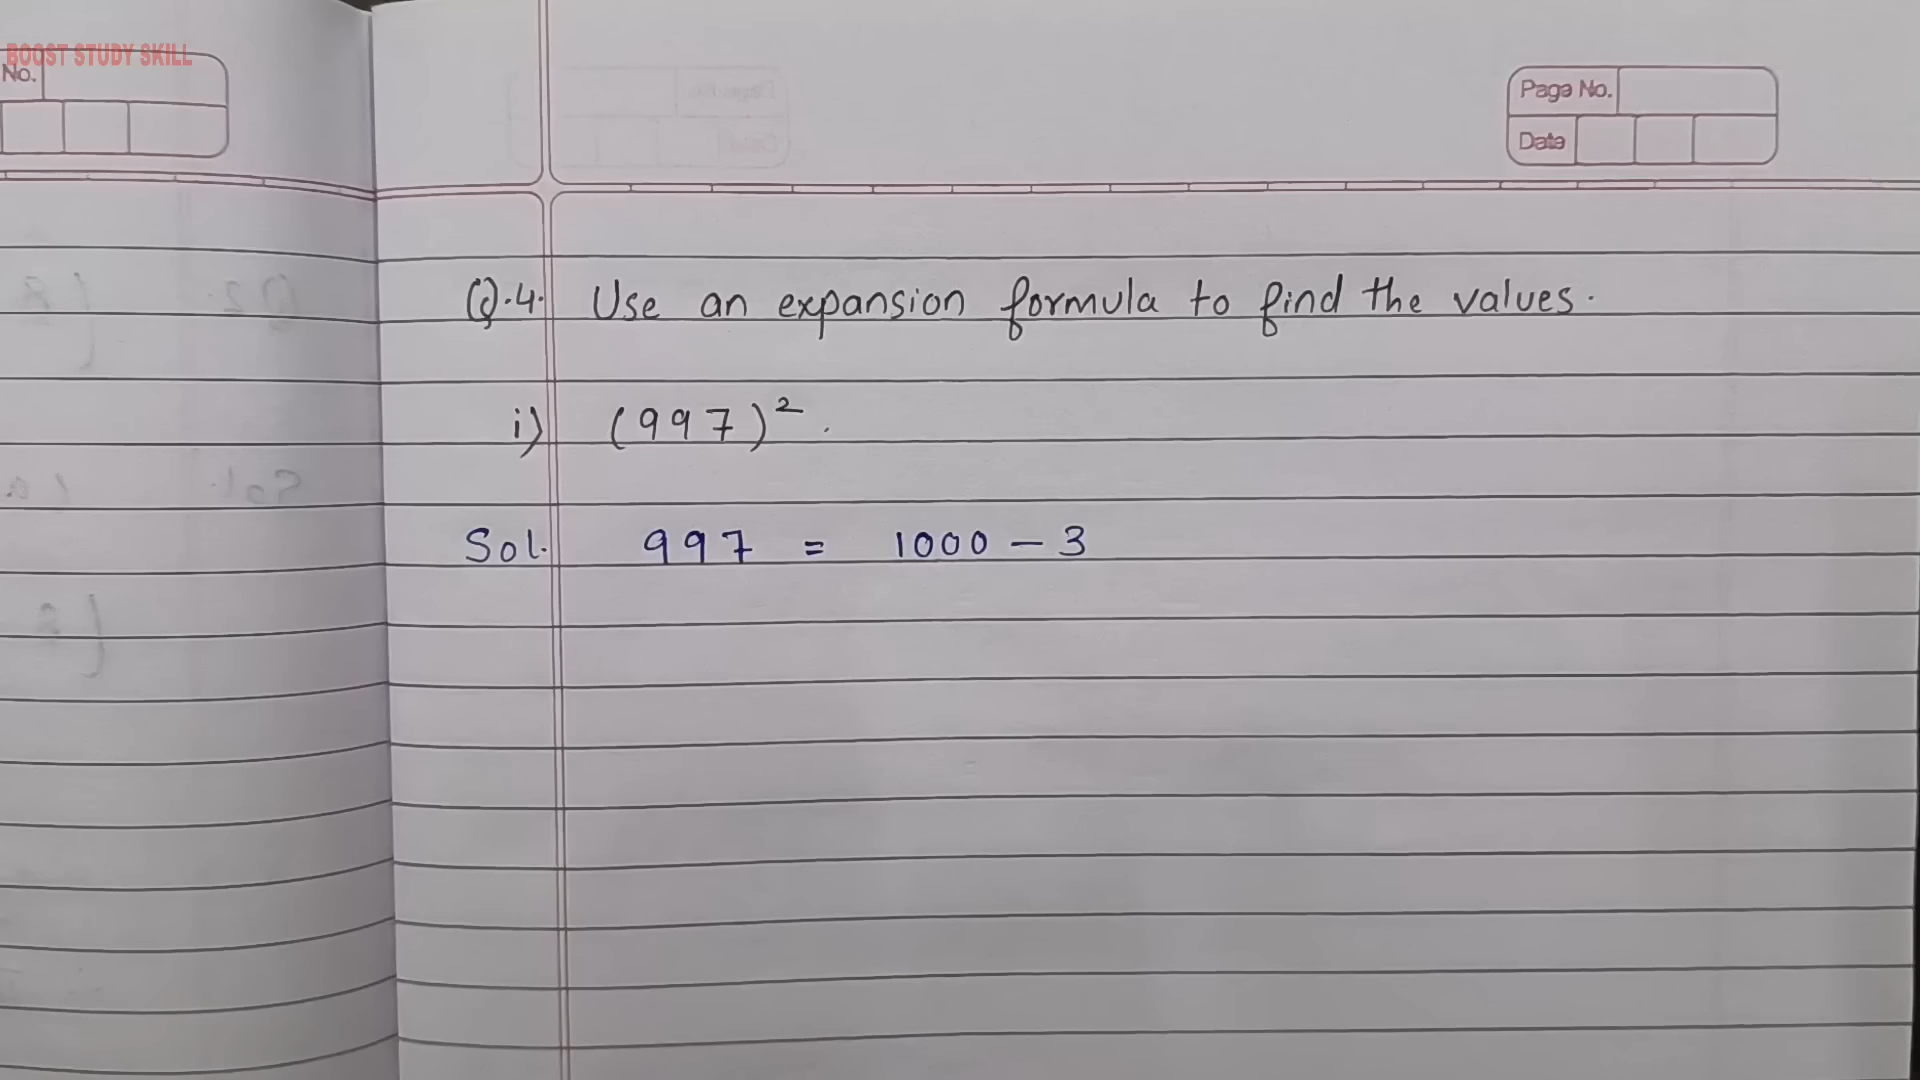 BOOST STUDY SKILL
No.
Page No.
Date
Q.4. Use an expansion formula to find the values.
i) (997)².
Sol. 997 = 1000 - 3